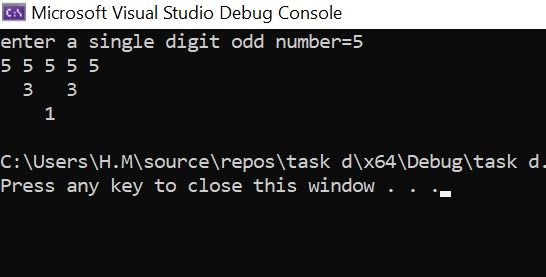 Microsoft Visual Studio Debug Console
enter a single digit odd number=5
5 5 5 5 5
  3   3
    1
C:\Users\H.M\source\repos\task d\x64\Debug\task d.
Press any key to close this window . . .